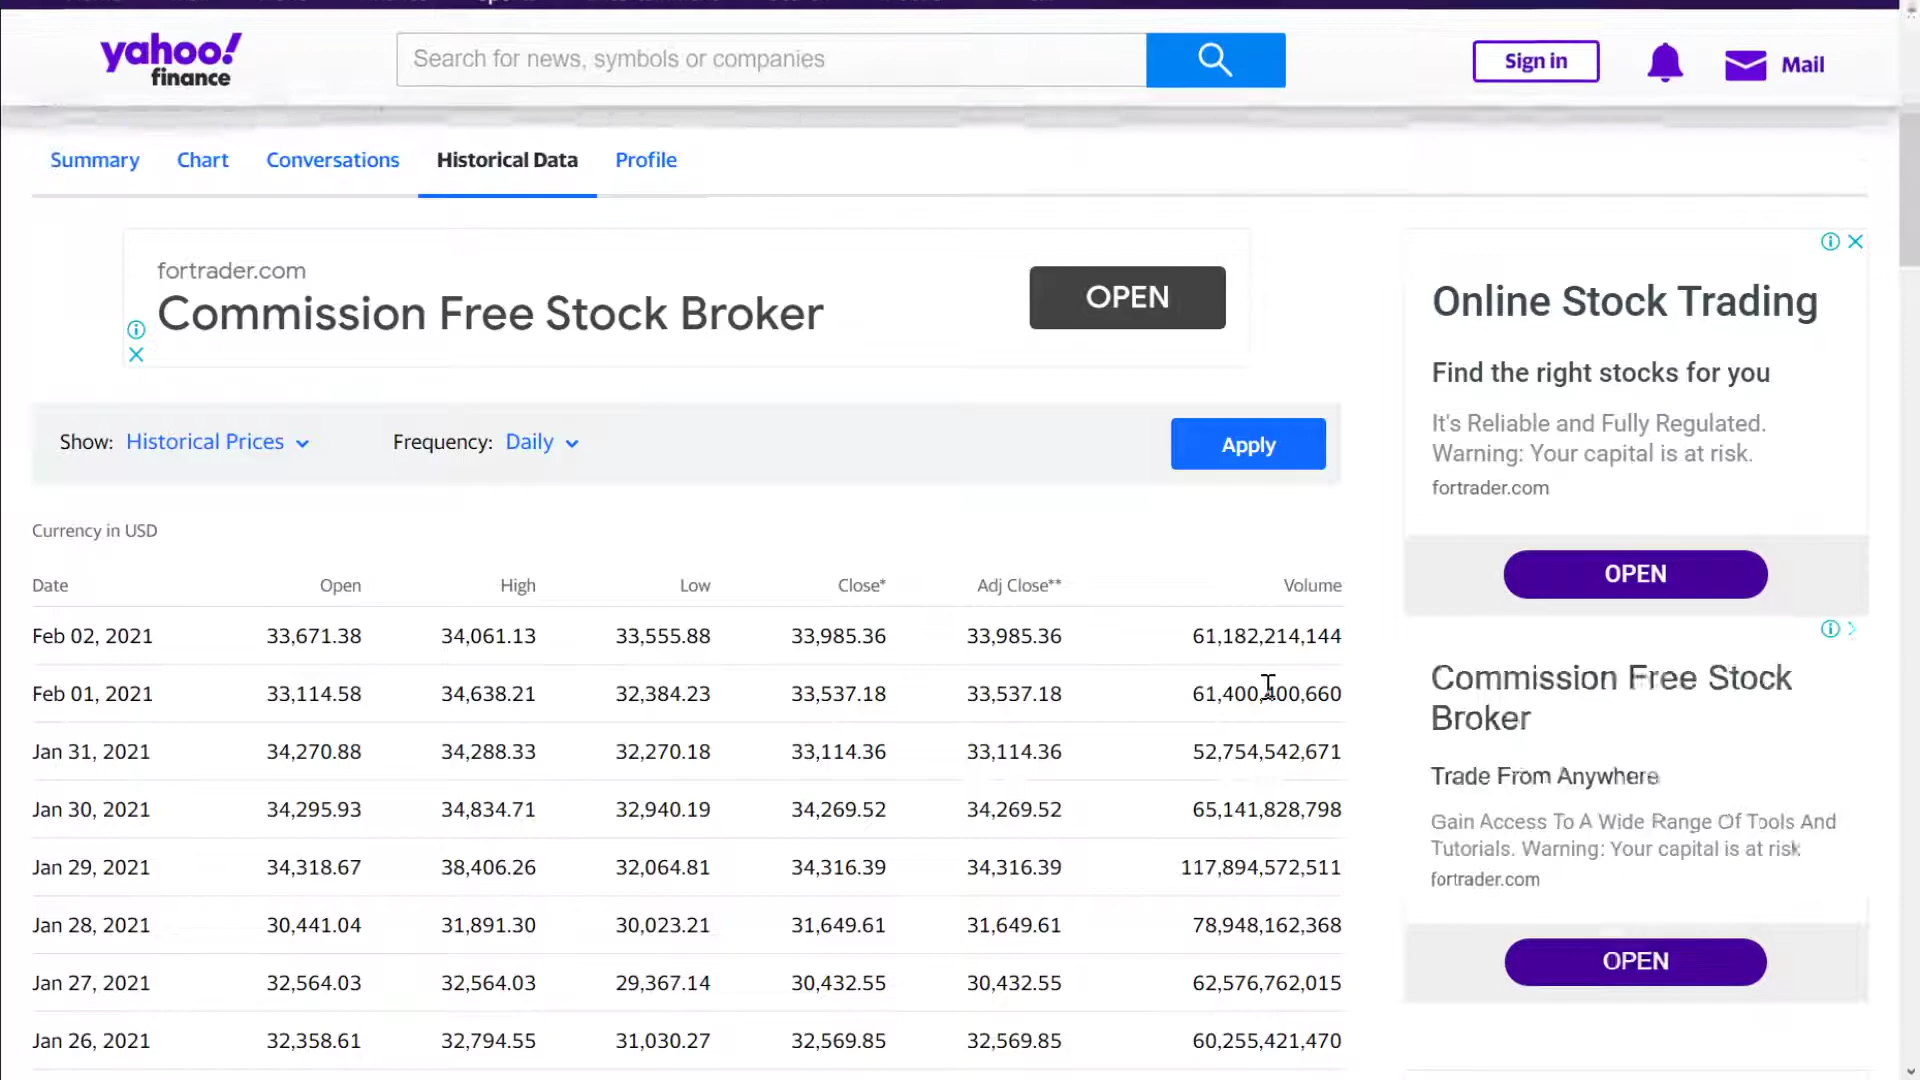 yahoo!
finance
Search for news, symbols or companies
Sign in
Mail
Summary Chart Conversations Historical Data Profile
fortrader.com
Commission Free Stock Broker
OPEN
Online Stock Trading
Find the right stocks for you
It's Reliable and Fully Regulated.
Warning: Your capital is at risk.
fortrader.com
OPEN
Show: Historical Prices Frequency: Daily Apply
Currency in USD
Date Open High Low Close* Adj Close** Volume
Feb 02, 2021 33,671.38 34,061.13 33,555.88 33,985.36 33,985.36 61,182,214,144
Feb 01, 2021 33,114.58 34,638.21 32,384.23 33,537.18 33,537.18 61,400,400,660
Jan 31, 2021 34,270.88 34,288.33 32,270.18 33,114.36 33,114.36 52,754,542,671
Jan 30, 2021 34,295.93 34,834.71 32,940.19 34,269.52 34,269.52 65,141,828,798
Jan 29, 2021 34,318.67 38,406.26 32,064.81 34,316.39 34,316.39 117,894,572,511
Jan 28, 2021 30,441.04 31,891.30 30,023.21 31,649.61 31,649.61 78,948,162,368
Jan 27, 2021 32,564.03 32,564.03 29,367.14 30,432.55 30,432.55 62,576,762,015
Jan 26, 2021 32,358.61 32,794.55 31,030.27 32,569.85 32,569.85 60,255,421,470
Commission Free Stock
Broker
Trade From Anywhere
Gain Access To A Wide Range Of Tools And
Tutorials. Warning: Your capital is at risk.
fortrader.com
OPEN